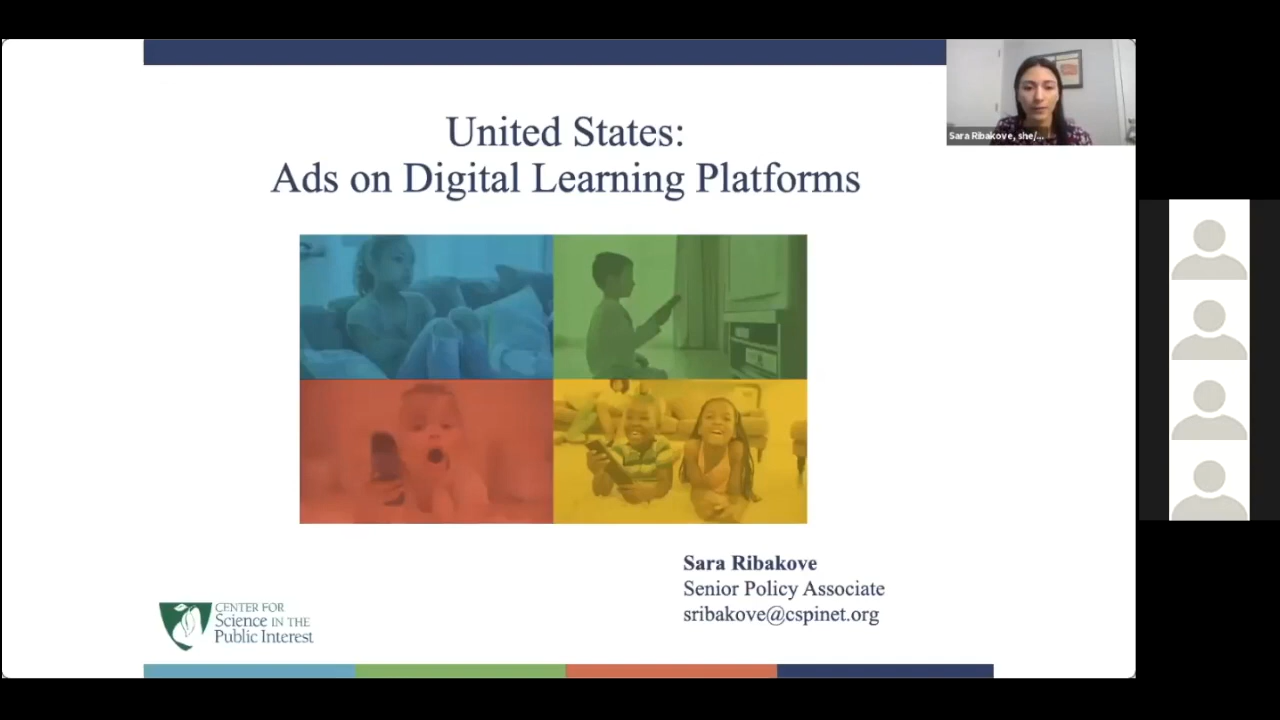 United States:
Ads on Digital Learning Platforms
Sara Ribakove, she/...
Sara Ribakove
Senior Policy Associate
sribakove@cspinet.org
CENTER FOR
Science IN THE
Public Interest